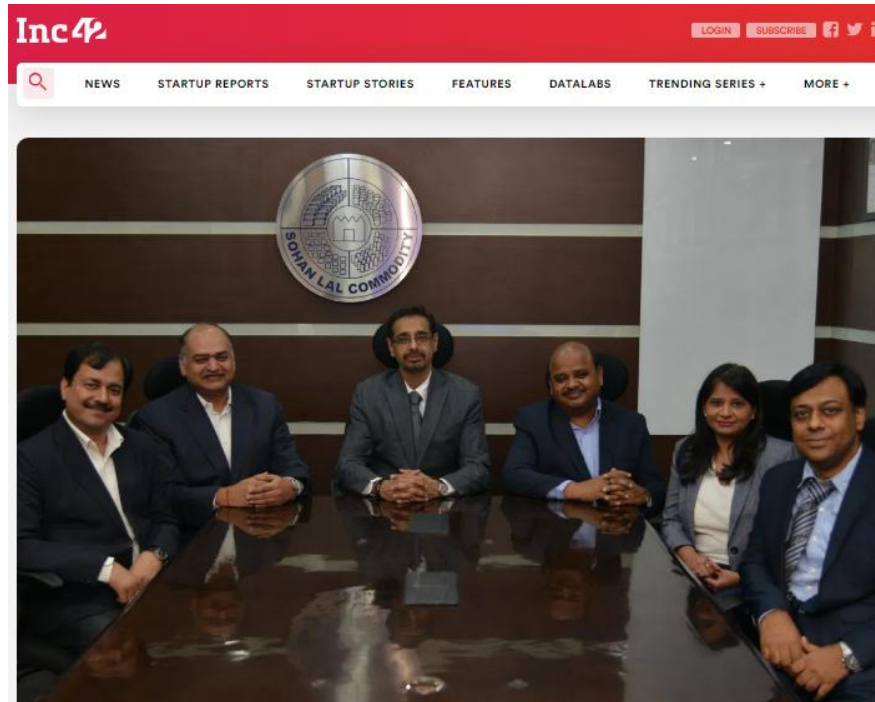 Inc42
LOGIN SUBSCRIBE
NEWS STARTUP REPORTS STARTUP STORIES FEATURES DATALABS TRENDING SERIES + MORE +
SOHAN LAL COMMODITY